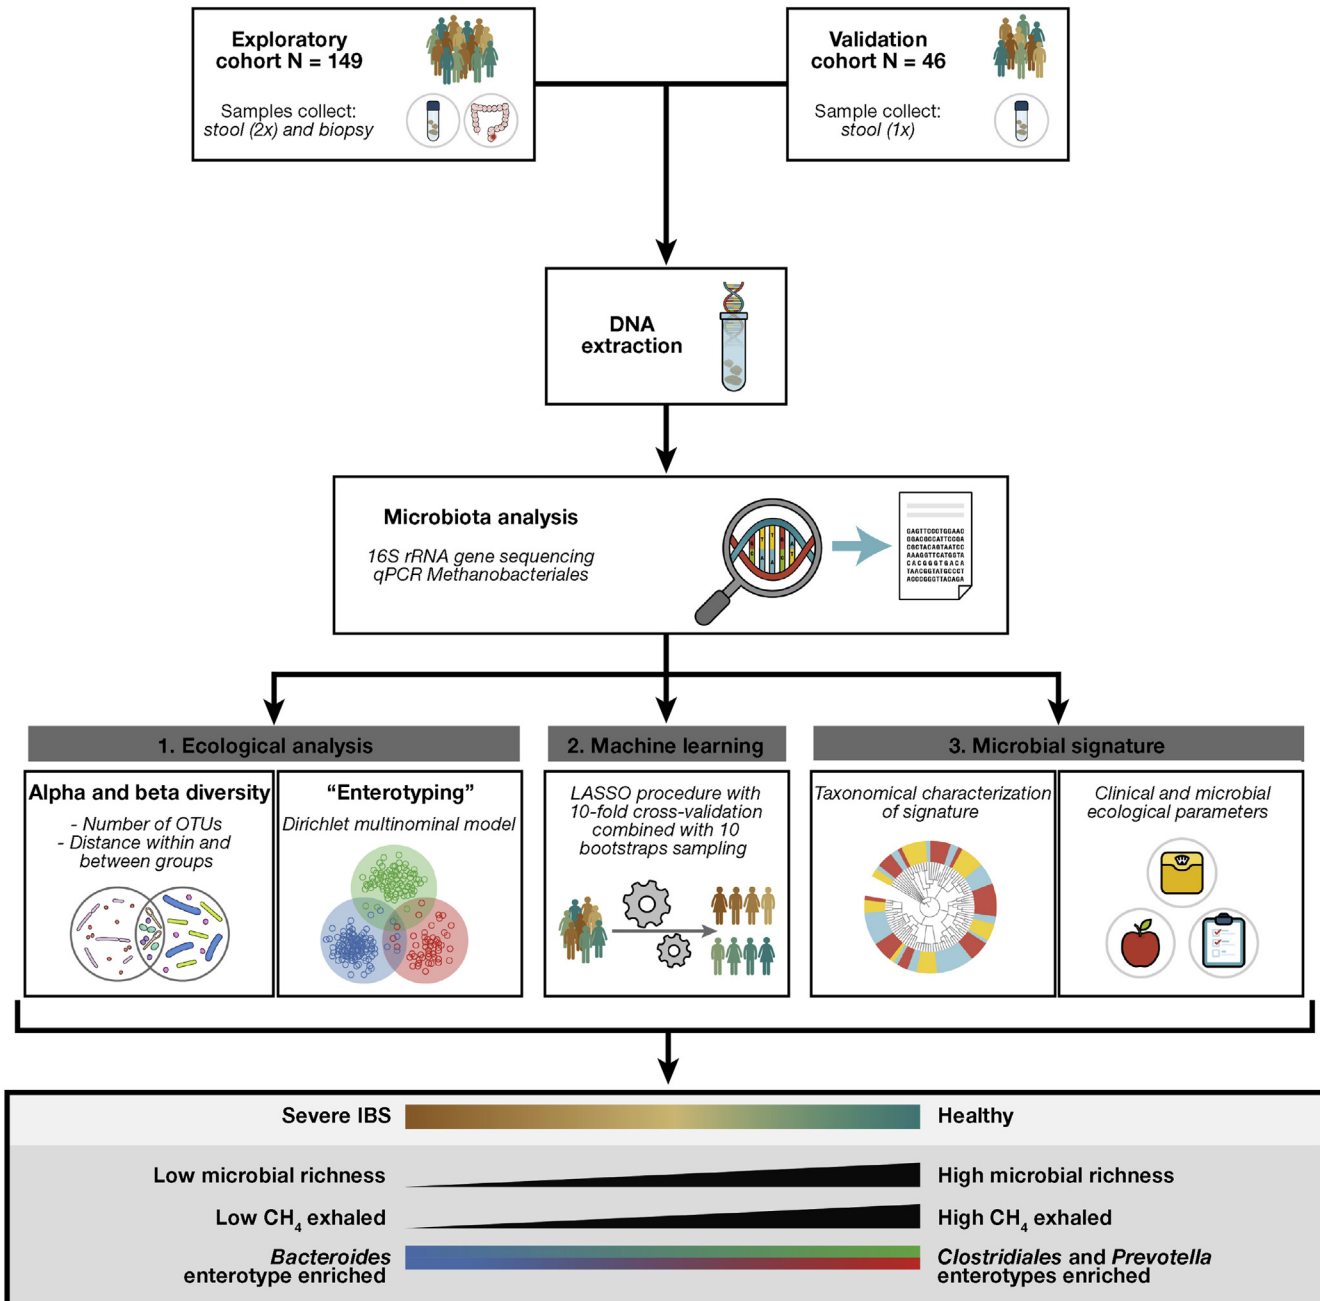 Exploratory
cohort N = 149
Samples collect:
stool (2x) and biopsy
Validation
cohort N = 46
Sample collect:
stool (1x)
DNA
extraction
Microbiota analysis
16S rRNA gene sequencing
qPCR Methanobacteriales
1. Ecological analysis
Alpha and beta diversity
- Number of OTUs
- Distance within and
between groups
“Enterotyping”
Dirichlet multinominal model
2. Machine learning
LASSO procedure with
10-fold cross-validation
combined with 10
bootstraps sampling
3. Microbial signature
Taxonomical characterization
of signature
Clinical and microbial
ecological parameters
Severe IBS
Healthy
Low microbial richness
High microbial richness
Low CH₄ exhaled
High CH₄ exhaled
Bacteroides
enterotype enriched
Clostridiales and Prevotella
enterotypes enriched